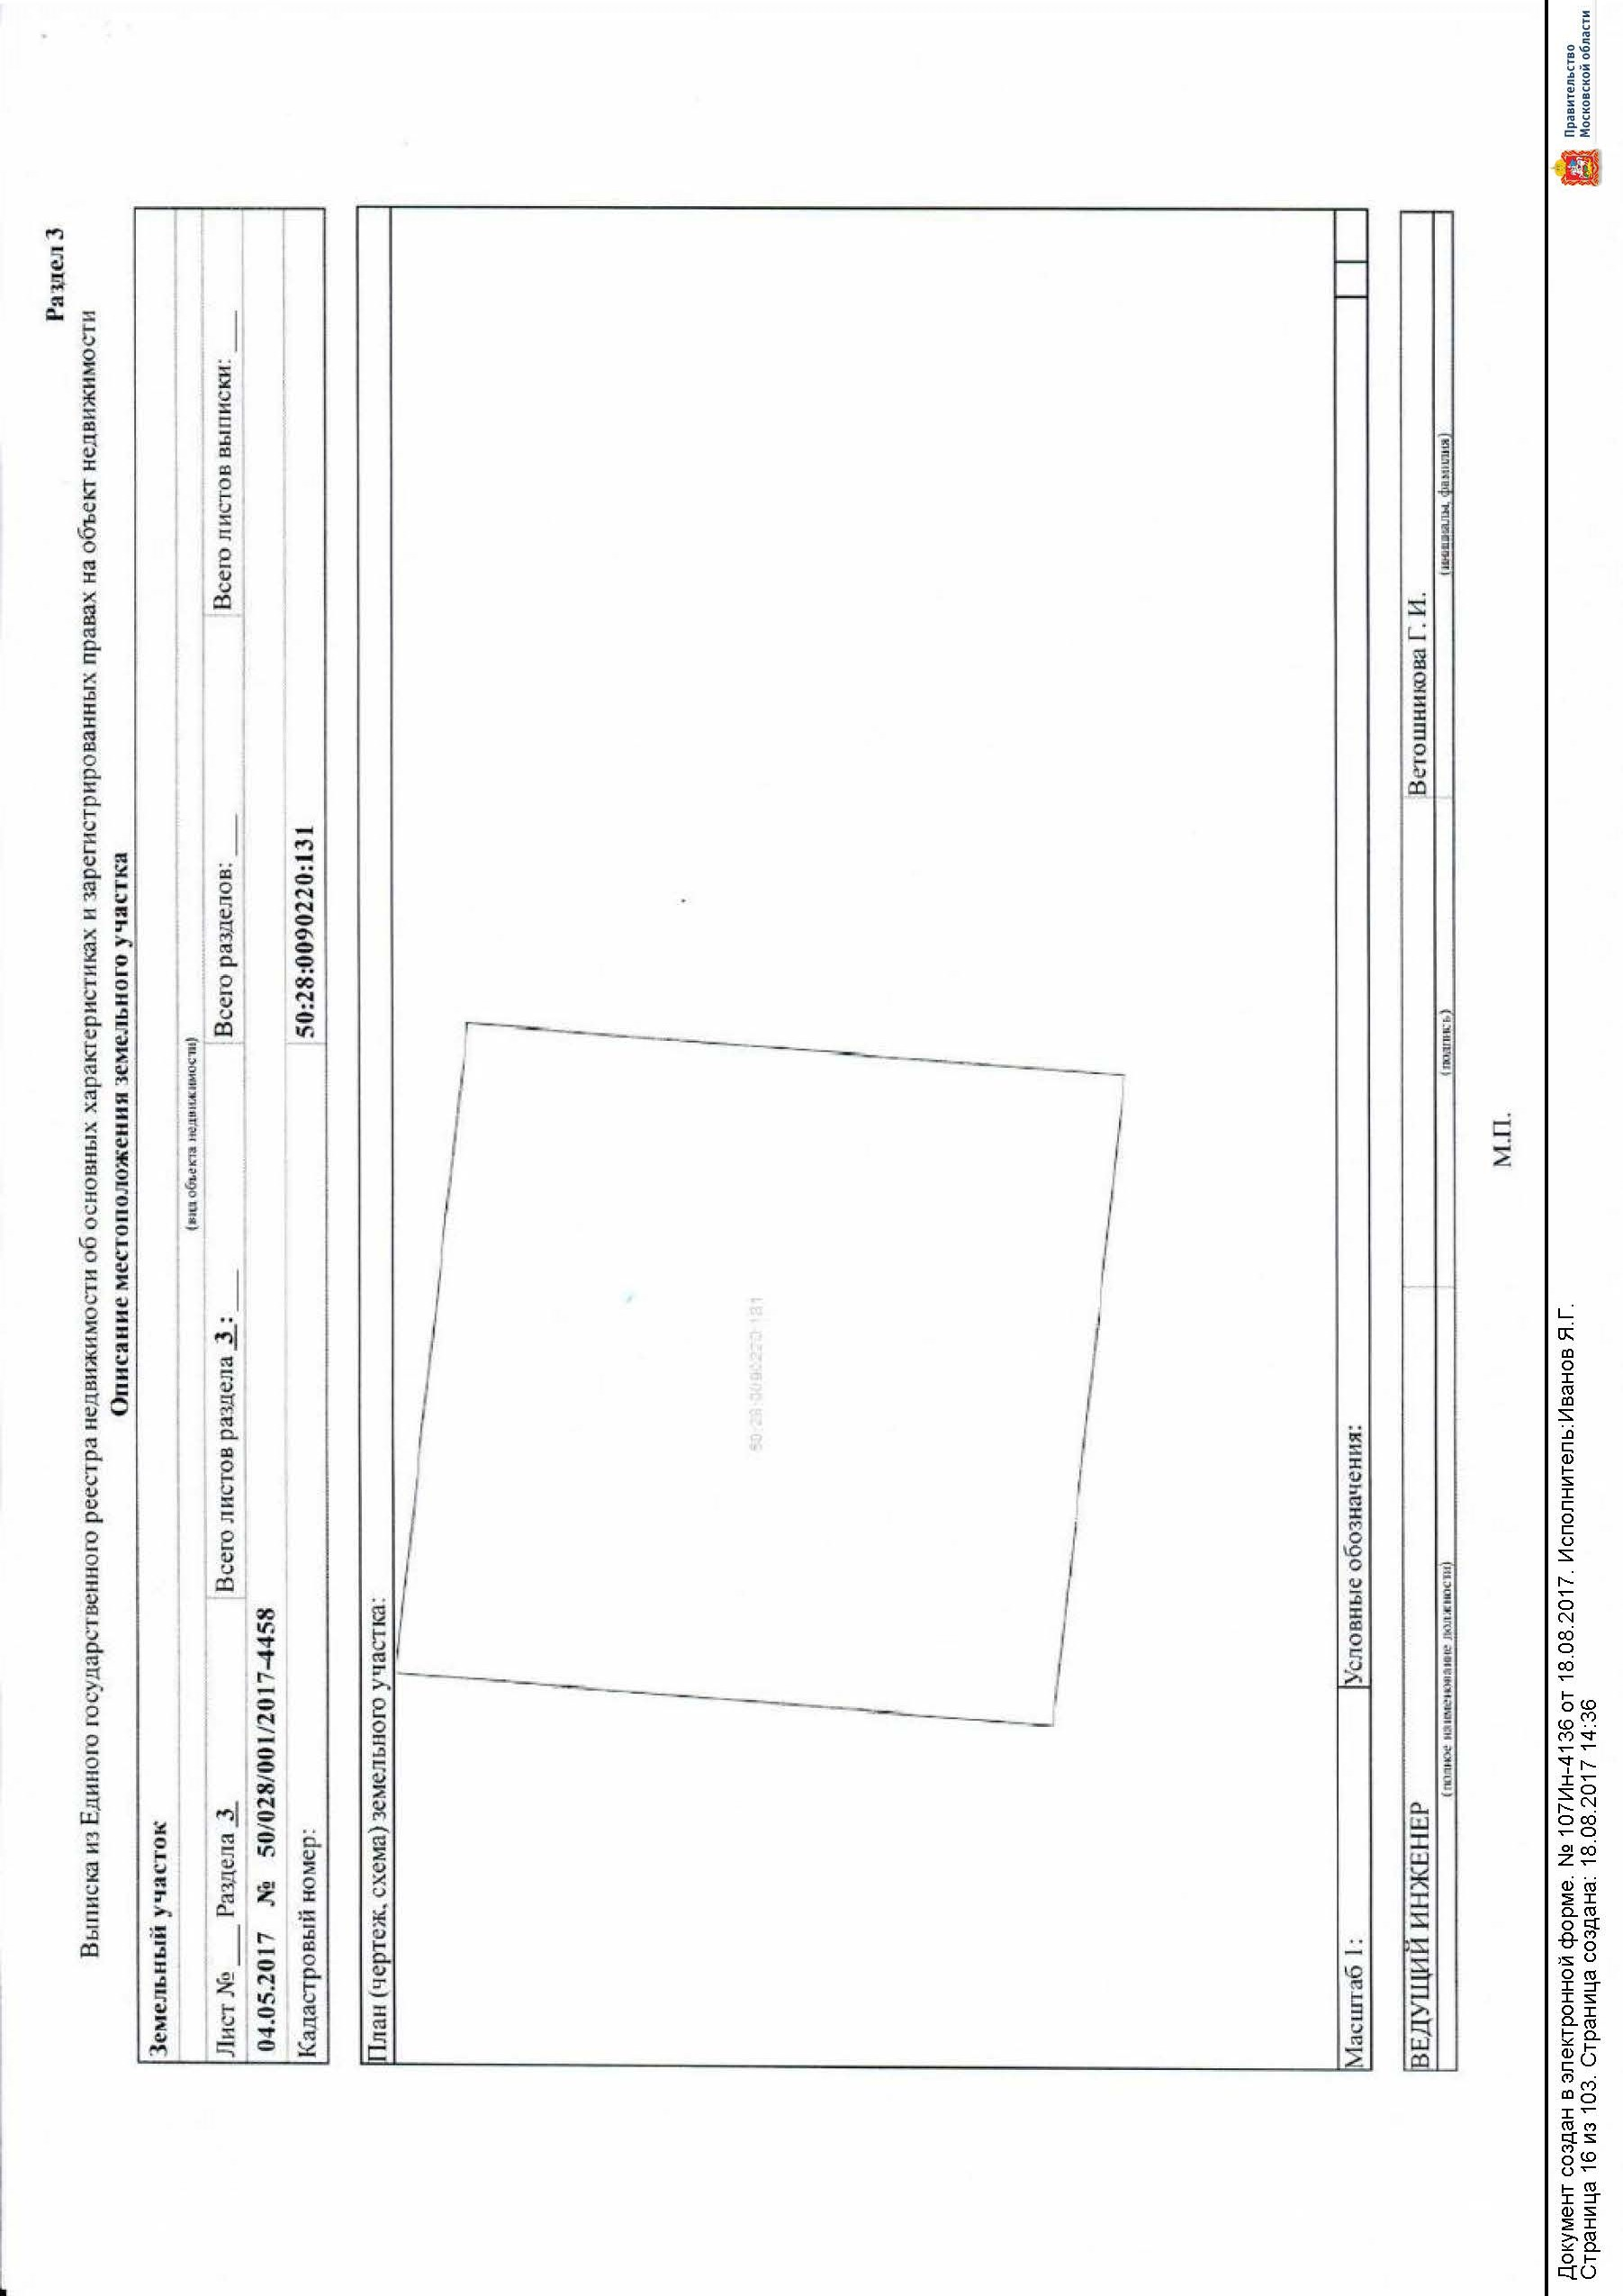 Раздел 3
Выписка из Единого государственного реестра недвижимости об основных характеристиках и зарегистрированных правах на объект недвижимости
Описание местоположения земельного участка
Земельный участок
(вид объекта недвижимости)
Лист № ___ Раздела 3 Всего листов раздела 3 : ___ Всего разделов: ___ Всего листов выписки: ___
04.05.2017 № 50/028/001/2017-4458
Кадастровый номер: 50:28:0090220:131
План (чертеж, схема) земельного участка:
50:28:0090220:131
Масштаб 1: Условные обозначения:
ВЕДУЩИЙ ИНЖЕНЕР Ветошникова Г. И.
(полное наименование должности) (подпись) (инициалы, фамилия)
М.П.
Документ создан в электронной форме. № 107Ин-4136 от 18.08.2017. Исполнитель:Иванов Я.Г.
Страница 16 из 103. Страница создана: 18.08.2017 14:36
Правительство
Московской области